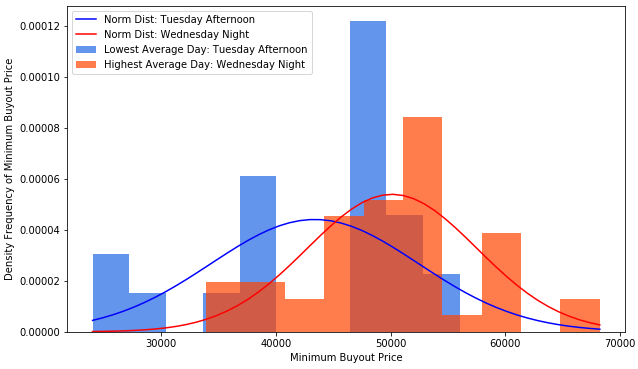 Norm Dist: Tuesday Afternoon
Norm Dist: Wednesday Night
Lowest Average Day: Tuesday Afternoon
Highest Average Day: Wednesday Night
Density Frequency of Minimum Buyout Price
0.00012
0.00010
0.00008
0.00006
0.00004
0.00002
0.00000
30000 40000 50000 60000 70000
Minimum Buyout Price